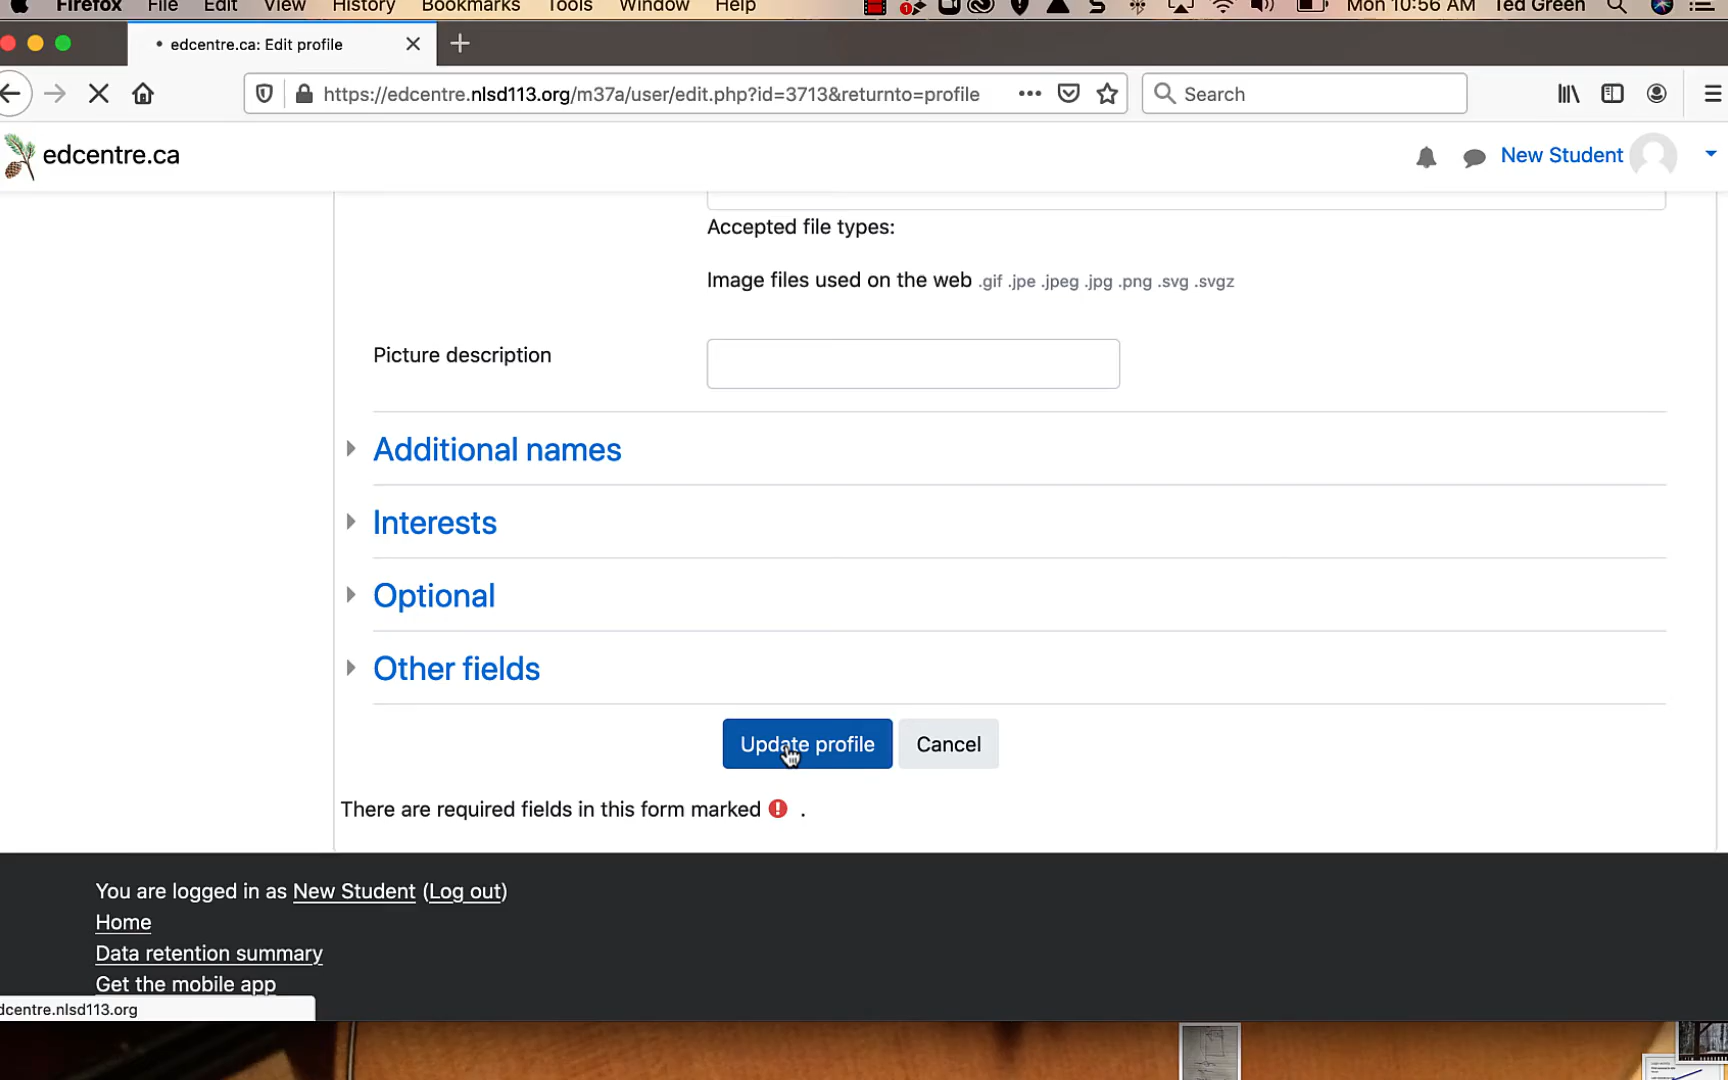 Firefox File Edit View History Bookmarks Tools Window Help 1 S Mon 10:56 AM Ted Green
edcentre.ca: Edit profile
https://edcentre.nlsd113.org/m37a/user/edit.php?id=3713&returnto=profile Search
edcentre.ca New Student
Accepted file types:
Image files used on the web .gif .jpe .jpeg .jpg .png .svg .svgz
Picture description
Additional names
Interests
Optional
Other fields
Update profile Cancel
There are required fields in this form marked .
You are logged in as New Student (Log out)
Home
Data retention summary
Get the mobile app
dcentre.nlsd113.org